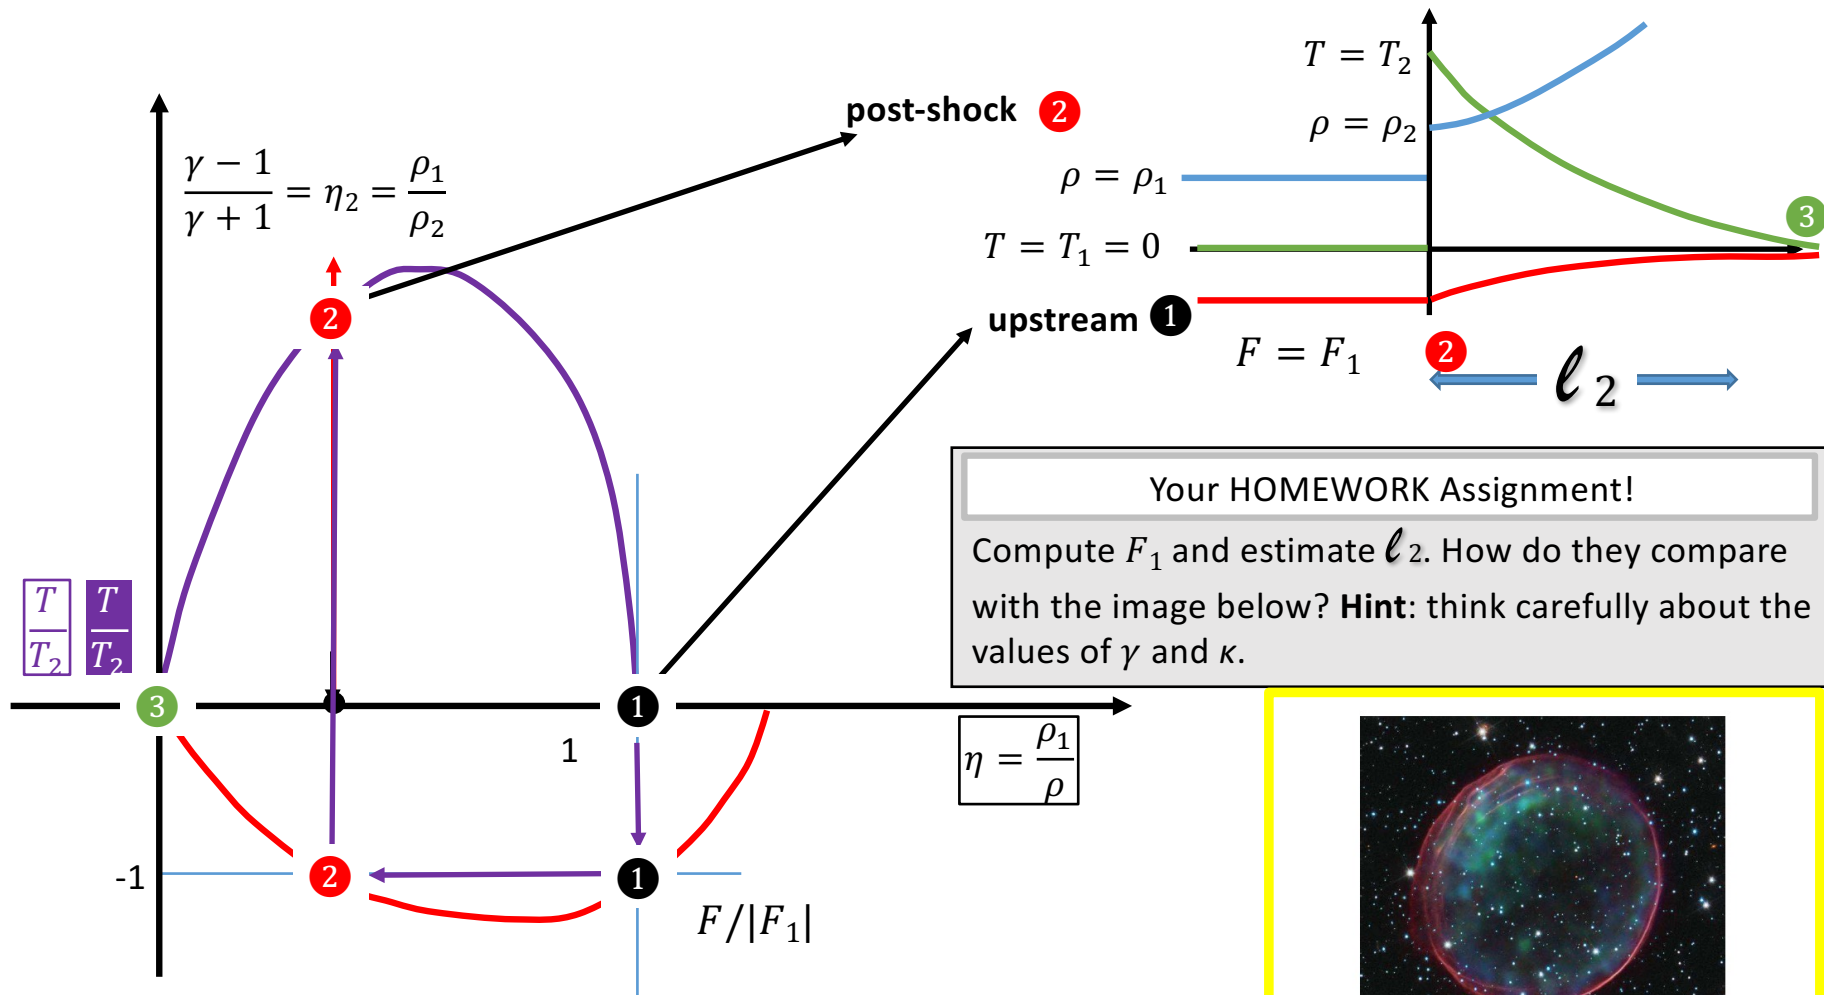 T = T₂
post-shock 2
ρ = ρ₂
(γ − 1)/(γ + 1) = η₂ = ρ₁/ρ₂
ρ = ρ₁
3
T = T₁ = 0
2
upstream 1
F = F₁
2
ℓ 2
Your HOMEWORK Assignment!
Compute F₁ and estimate ℓ 2. How do they compare
with the image below? Hint: think carefully about the
values of γ and κ.
T/T₂ T/T₂
3
1
1
η = ρ₁/ρ
-1
2
1
F/|F₁|